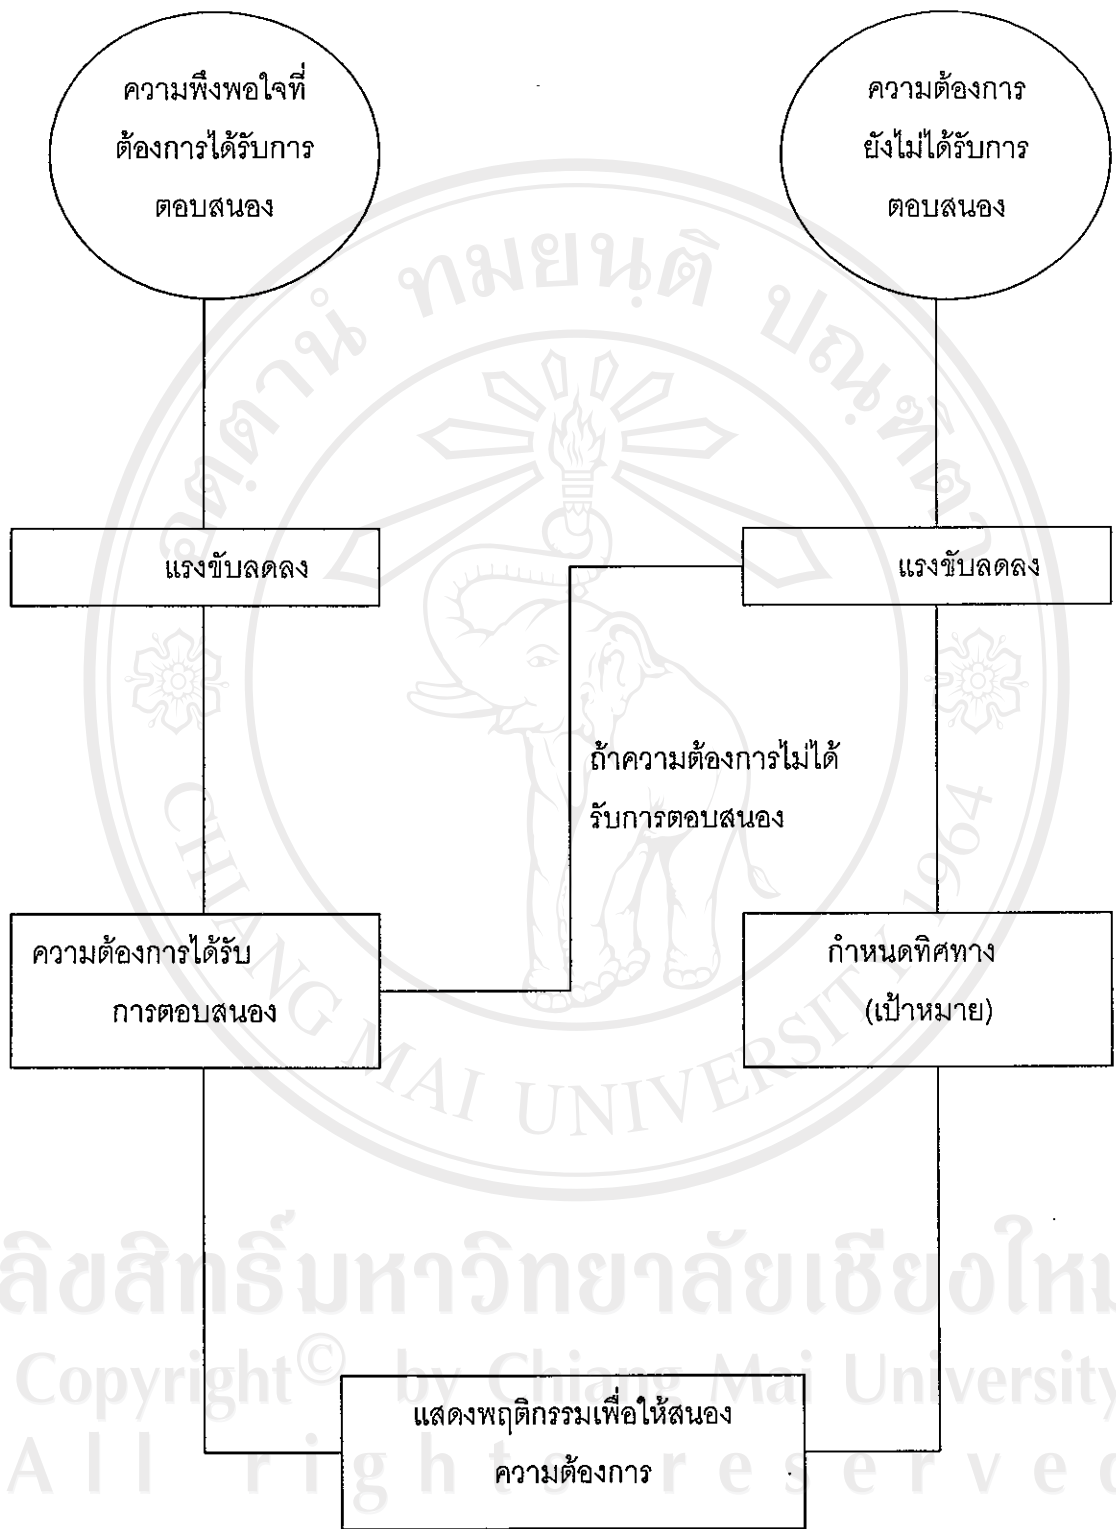 ความพึงพอใจที่
ต้องการได้รับการ
ตอบสนอง
ความต้องการ
ยังไม่ได้รับการ
ตอบสนอง
แรงขับลดลง
แรงขับลดลง
ถ้าความต้องการไม่ได้
รับการตอบสนอง
ความต้องการได้รับ
การตอบสนอง
กำหนดทิศทาง
(เป้าหมาย)
แสดงพฤติกรรมเพื่อให้สนอง
ความต้องการ
อตฺตานํ ทมยนฺติ ปณฺฑิตา
CHIANG MAI UNIVERSITY 1964
ลิขสิทธิ์มหาวิทยาลัยเชียงใหม
Copyright© by Chiang Mai University
All rights reserved